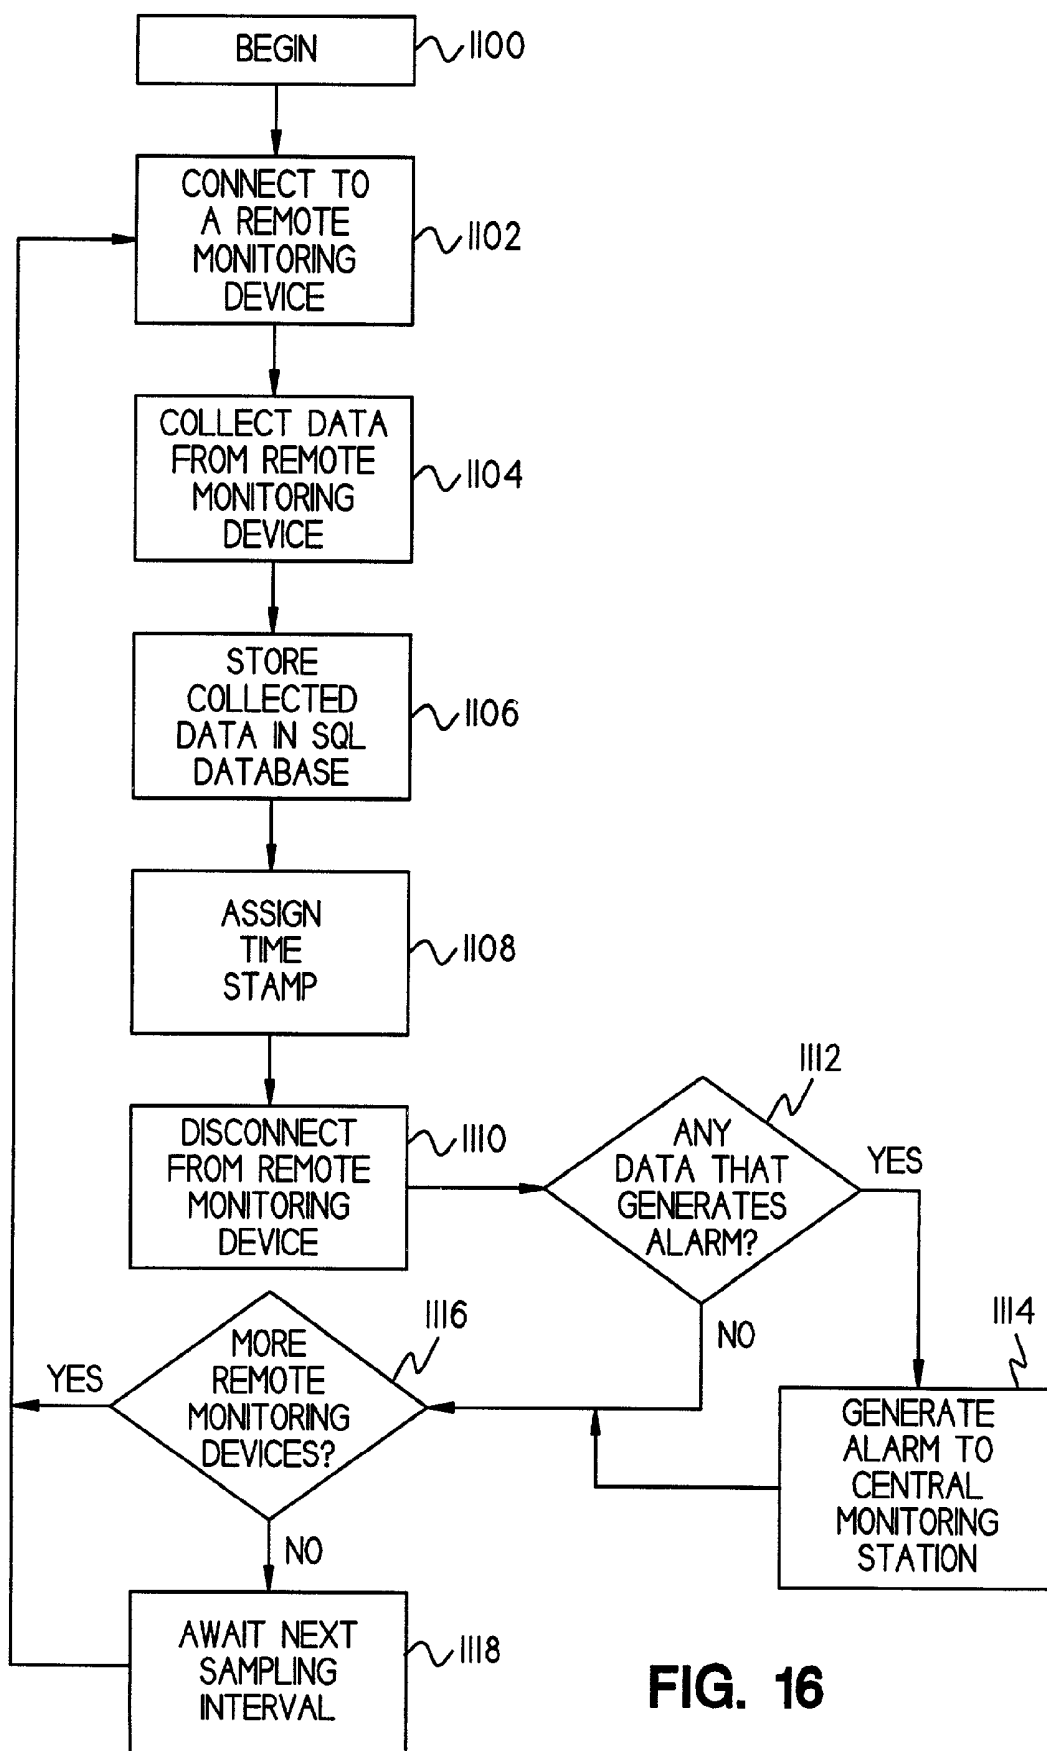 BEGIN
1100
CONNECT TO
A REMOTE
MONITORING
DEVICE
1102
COLLECT DATA
FROM REMOTE
MONITORING
DEVICE
1104
STORE
COLLECTED
DATA IN SQL
DATABASE
1106
ASSIGN
TIME
STAMP
1108
DISCONNECT
FROM REMOTE
MONITORING
DEVICE
1110
ANY
DATA THAT
GENERATES
ALARM?
1112
YES
NO
GENERATE
ALARM TO
CENTRAL
MONITORING
STATION
1114
MORE
REMOTE
MONITORING
DEVICES?
1116
YES
NO
AWAIT NEXT
SAMPLING
INTERVAL
1118
FIG. 16